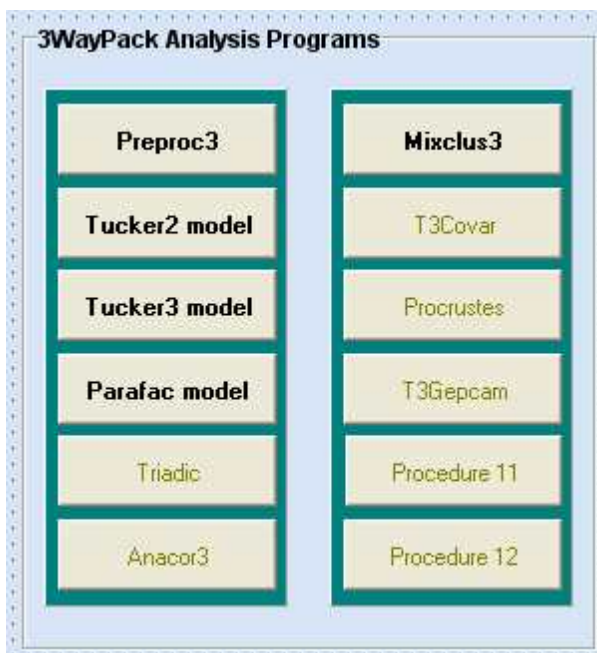 3WayPack Analysis Programs
Preproc3
Tucker2 model
Tucker3 model
Parafac model
Triadic
Anacor3
Mixclus3
T3Covar
Procrustes
T3Gepcam
Procedure 11
Procedure 12